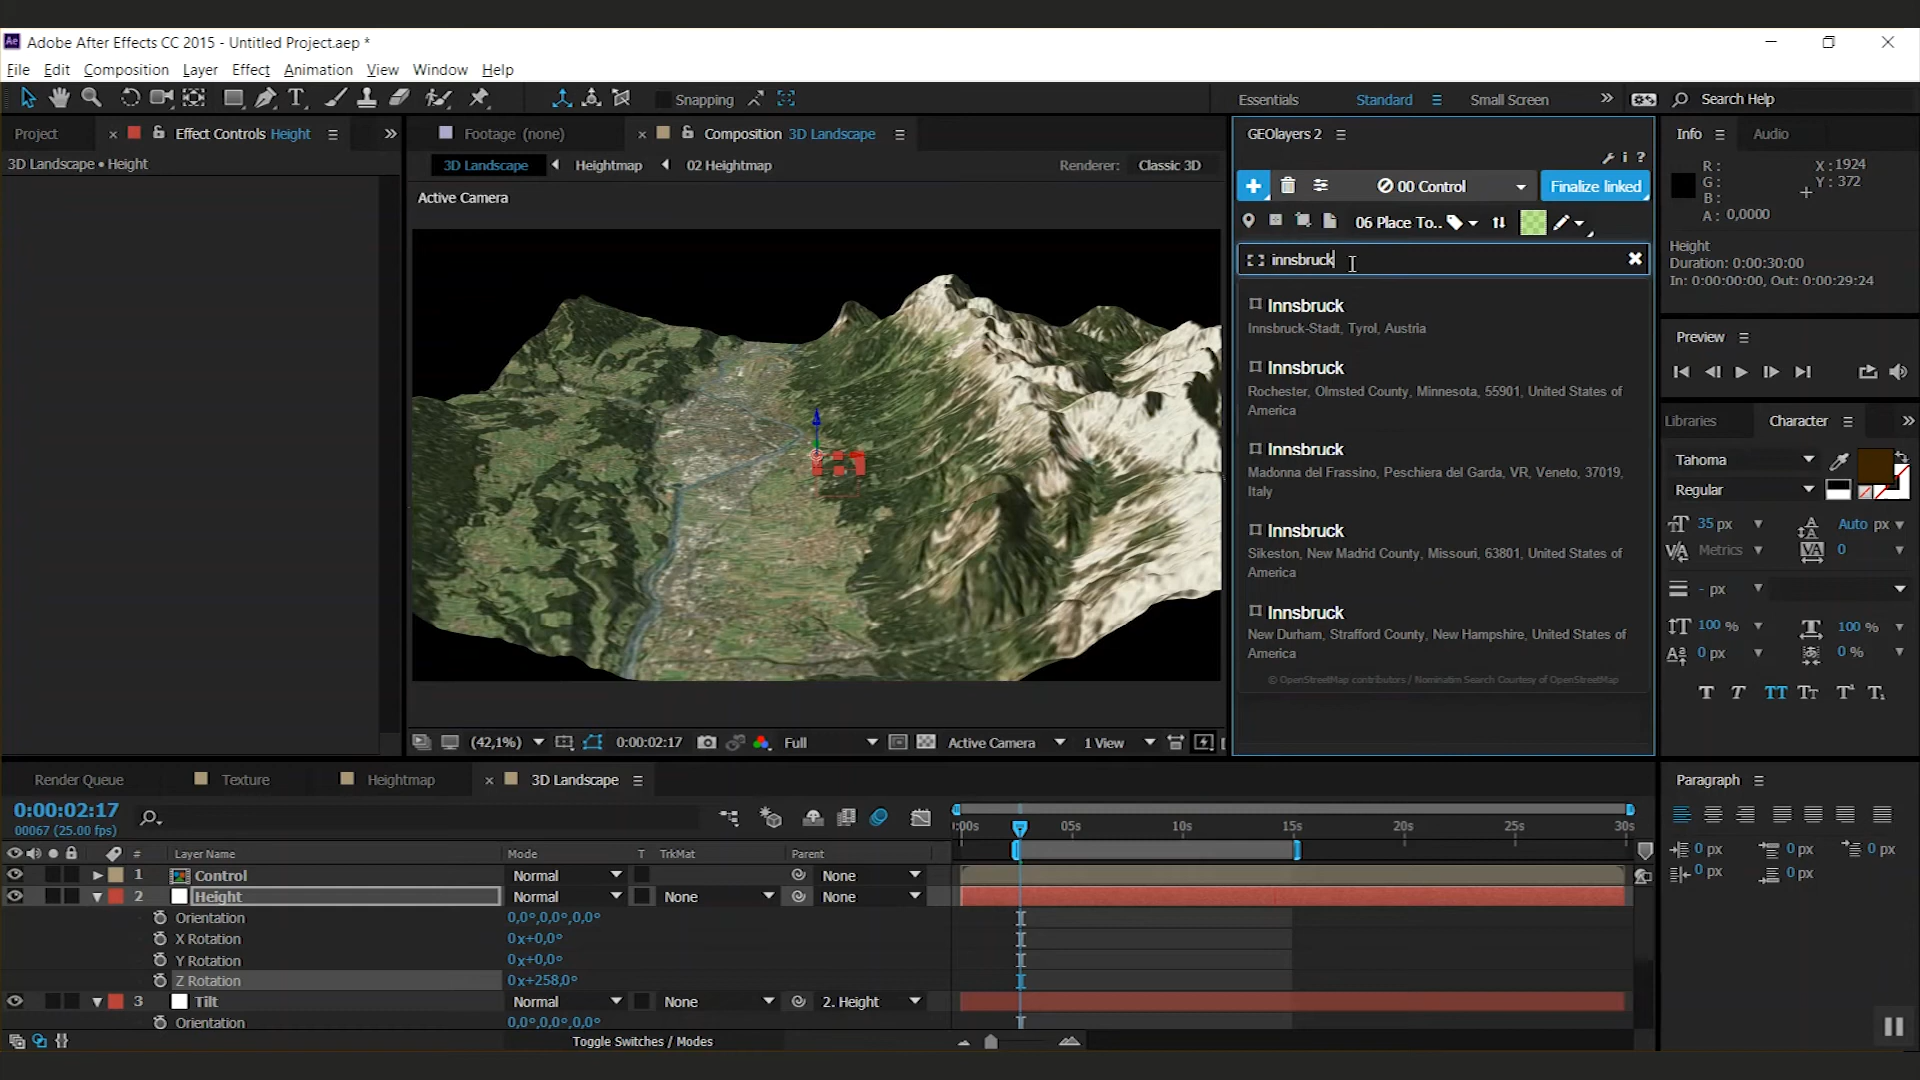 Adobe After Effects CC 2015 - Untitled Project.aep *
File Edit Composition Layer Effect Animation View Window Help
Snapping
Essentials Standard Small Screen Search Help
Project Effect Controls Height
3D Landscape • Height
Footage (none) Composition 3D Landscape
3D Landscape Heightmap 02 Heightmap Renderer: Classic 3D
Active Camera
(42,1%) 0:00:02:17 Full Active Camera 1 View
GEOlayers 2
00 Control Finalize linked
06 Place To..
innsbruck
Innsbruck
Innsbruck-Stadt, Tyrol, Austria
Innsbruck
Rochester, Olmsted County, Minnesota, 55901, United States of
America
Innsbruck
Madonna del Frassino, Peschiera del Garda, VR, Veneto, 37019,
Italy
Innsbruck
Sikeston, New Madrid County, Missouri, 63801, United States of
America
Innsbruck
New Durham, Strafford County, New Hampshire, United States of
America
© OpenStreetMap contributors / Nominatim Search Courtesy of OpenStreetMap
Info Audio
R : X : 1924
G : Y : 372
B :
A : 0,0000
Height
Duration: 0:00:30:00
In: 0:00:00:00, Out: 0:00:29:24
Preview
Libraries Character
Tahoma
Regular
35 px Auto px
Metrics 0
- px
100 % 100 %
0 px 0 %
Paragraph
0 px 0 px 0 px
0 px 0 px
Render Queue Texture Heightmap 3D Landscape
0:00:02:17
00067 (25.00 fps)
:00s 05s 10s 15s 20s 25s 30s
# Layer Name Mode T TrkMat Parent
1 Control Normal None
2 Height Normal None None
Orientation 0,0°,0,0°,0,0°
X Rotation 0x+0,0°
Y Rotation 0x+0,0°
Z Rotation 0x+258,0°
3 Tilt Normal None 2. Height
Orientation 0,0°,0,0°,0,0°
Toggle Switches / Modes